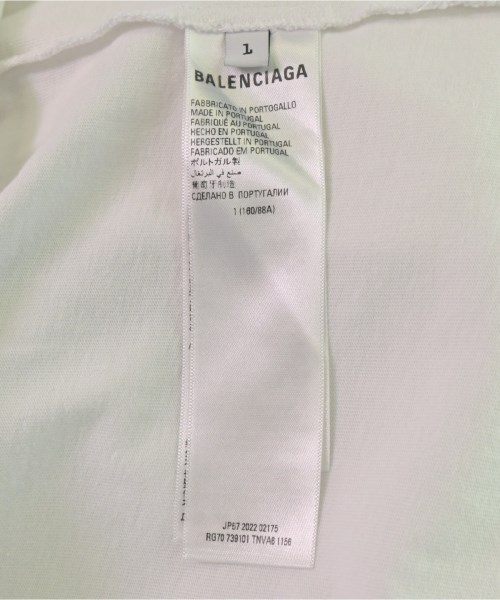 1
BALENCIAGA
FABBRICATO IN PORTOGALLO
MADE IN PORTUGAL
FABRIQUÉ AU PORTUGAL
HECHO EN PORTUGAL
HERGESTELLT IN PORTUGAL
FABRICADO EM PORTUGAL
ポルトガル製
صنع في البرتغال
葡萄牙制造
СДЕЛАНО В ПОРТУГАЛИИ
1 (160/88A)
JP57 2022 02175
RG70 739101 TNVA6 1156